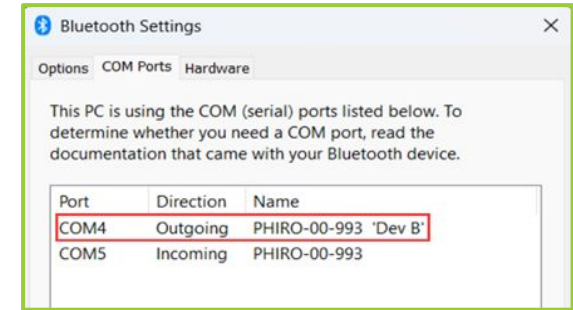 Bluetooth Settings
Options COM Ports Hardware
This PC is using the COM (serial) ports listed below. To
determine whether you need a COM port, read the
documentation that came with your Bluetooth device.
Port Direction Name
COM4 Outgoing PHIRO-00-993 'Dev B'
COM5 Incoming PHIRO-00-993